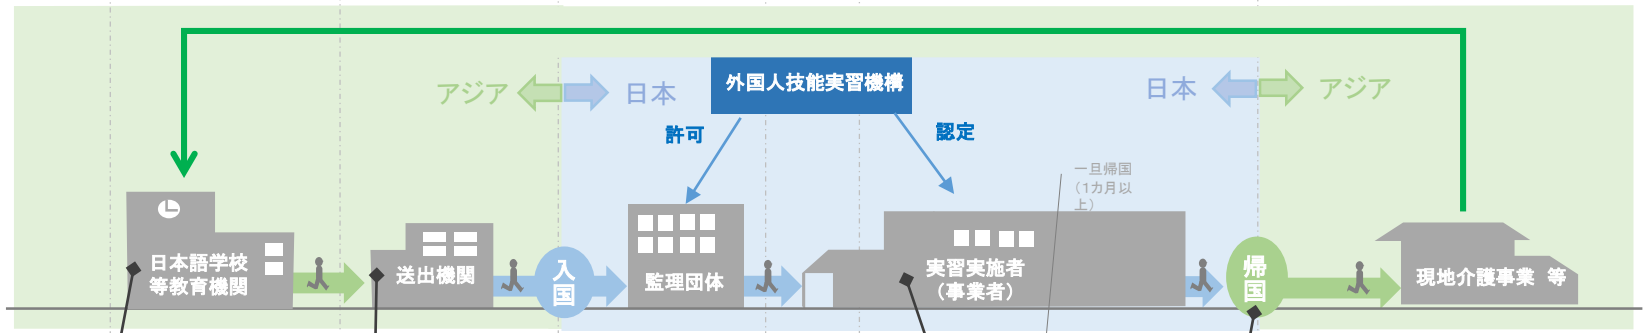 外国人技能実習機構
アジア
日本
日本
アジア
許可
認定
一旦帰国
（1カ月以
上）
日本語学校
等教育機関
送出機関
入
国
監理団体
実習実施者
（事業者）
帰
国
現地介護事業 等